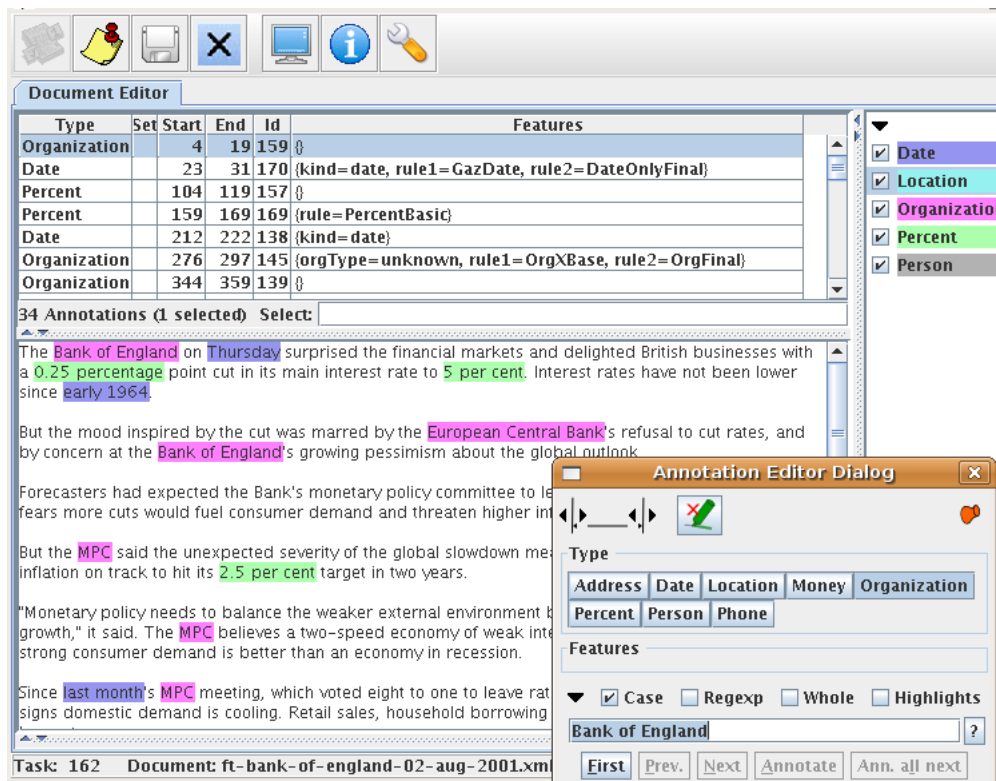 Document Editor
Type Set Start End Id Features
Organization 4 19 159 {}
Date 23 31 170 {kind=date, rule1=GazDate, rule2=DateOnlyFinal}
Percent 104 119 157 {}
Percent 159 169 169 {rule=PercentBasic}
Date 212 222 138 {kind=date}
Organization 276 297 145 {orgType=unknown, rule1=OrgXBase, rule2=OrgFinal}
Organization 344 359 139 {}
Date
Location
Organizatio
Percent
Person
34 Annotations (1 selected) Select:
The Bank of England on Thursday surprised the financial markets and delighted British businesses with
a 0.25 percentage point cut in its main interest rate to 5 per cent. Interest rates have not been lower
since early 1964.
But the mood inspired by the cut was marred by the European Central Bank's refusal to cut rates, and
by concern at the Bank of England's growing pessimism about the global outlook
Forecasters had expected the Bank's monetary policy committee to le
fears more cuts would fuel consumer demand and threaten higher in
But the MPC said the unexpected severity of the global slowdown mea
inflation on track to hit its 2.5 per cent target in two years.
"Monetary policy needs to balance the weaker external environment b
growth," it said. The MPC believes a two-speed economy of weak inte
strong consumer demand is better than an economy in recession.
Since last month's MPC meeting, which voted eight to one to leave rat
signs domestic demand is cooling. Retail sales, household borrowing
Task: 162 Document: ft-bank-of-england-02-aug-2001.xml
Annotation Editor Dialog
Type
Address Date Location Money Organization
Percent Person Phone
Features
Case Regexp Whole Highlights
Bank of England ?
First Prev. Next Annotate Ann. all next